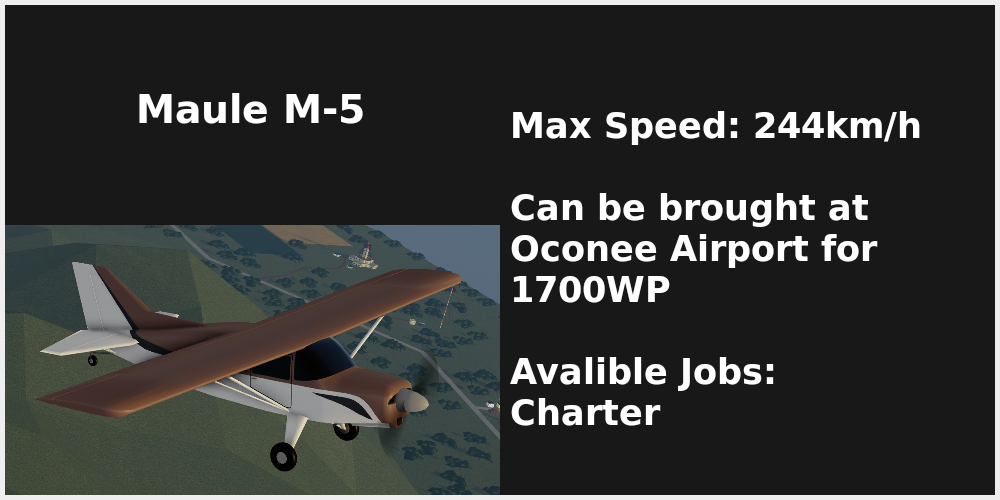 Maule M-5
Max Speed: 244km/h
Can be brought at
Oconee Airport for
1700WP
Avalible Jobs:
Charter